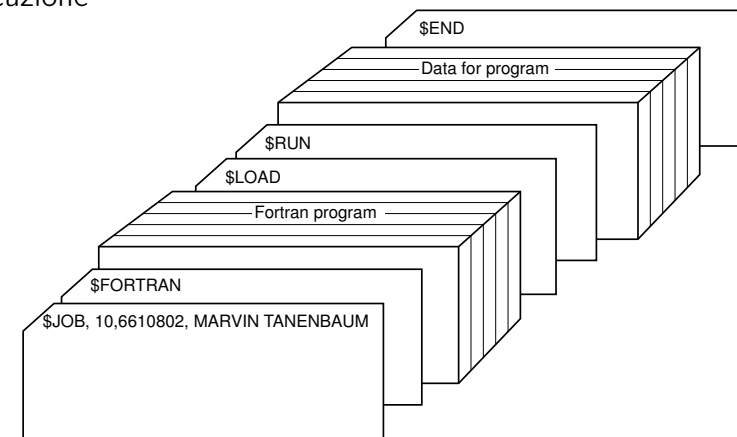 $END
Data for program
$RUN
$LOAD
Fortran program
$FORTRAN
$JOB, 10,6610802, MARVIN TANENBAUM